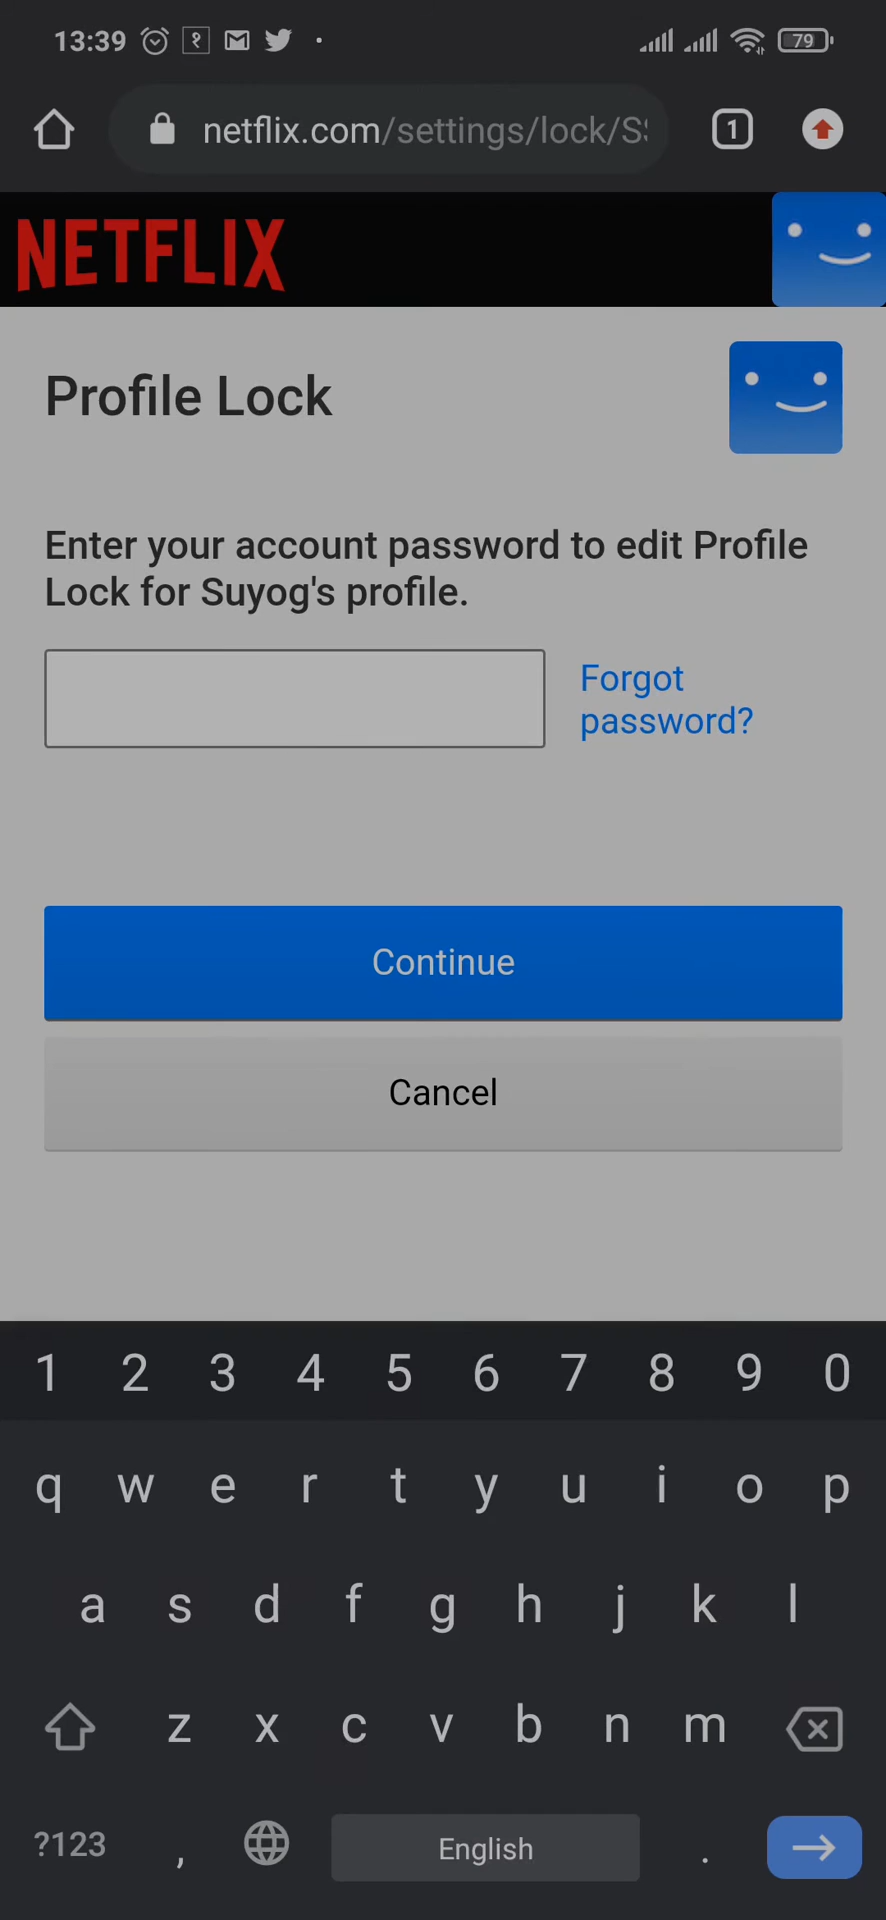 13:39 १ 79
netflix.com/settings/lock/S
1
NETFLIX
Profile Lock
Enter your account password to edit Profile
Lock for Suyog's profile.
Forgot
password?
Continue
Cancel
1 2 3 4 5 6 7 8 9 0
q w e r t y u i o p
a s d f g h j k l
z x c v b n m
?123 , English .